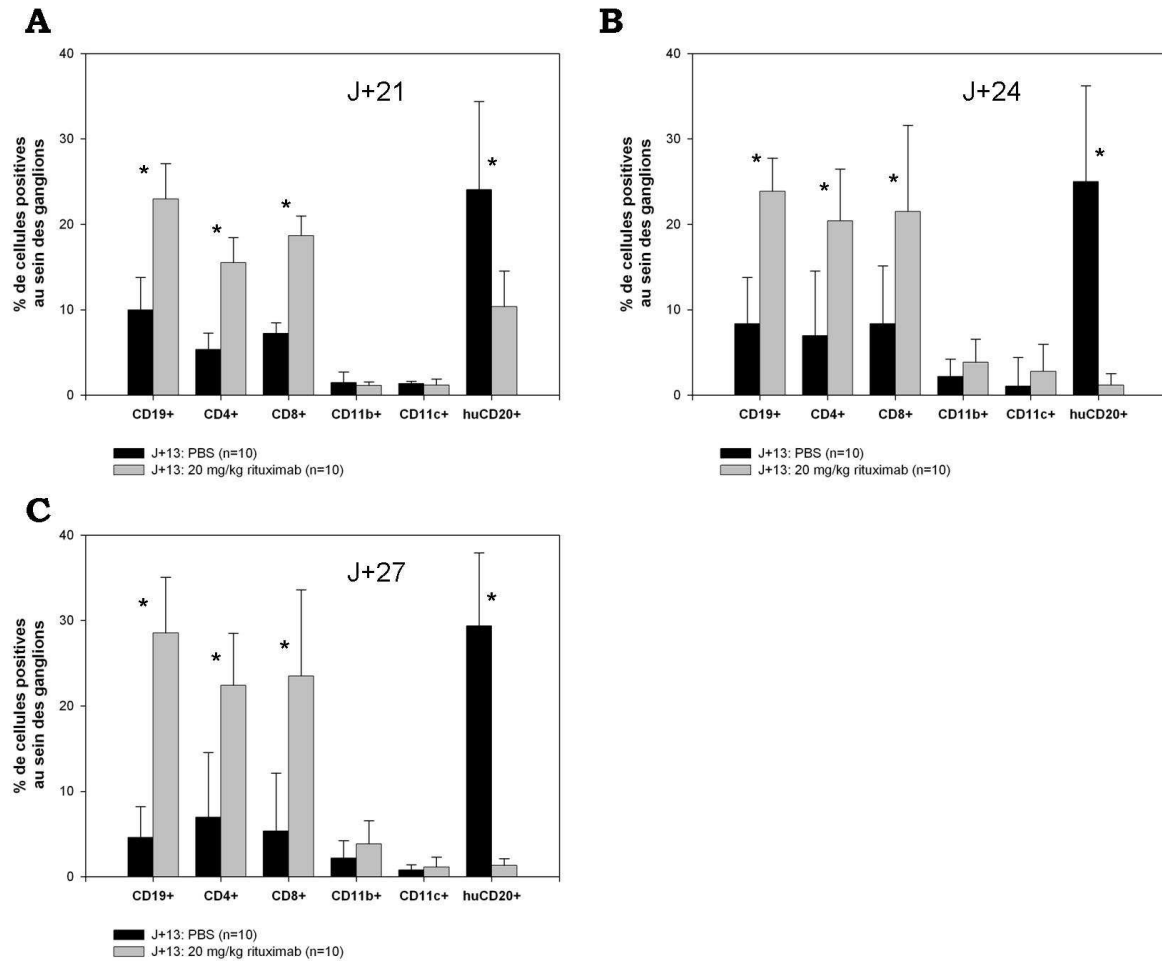 A
% de cellules positives
au sein des ganglions
40
30
20
10
0
J+21
*
*
*
*
CD19+ CD4+ CD8+ CD11b+ CD11c+ huCD20+
J+13: PBS (n=10)
J+13: 20 mg/kg rituximab (n=10)
B
% de cellules positives
au sein des ganglions
40
30
20
10
0
J+24
*
*
*
*
CD19+ CD4+ CD8+ CD11b+ CD11c+ huCD20+
J+13: PBS (n=10)
J+13: 20 mg/kg rituximab (n=10)
C
% de cellules positives
au sein des ganglions
40
30
20
10
0
J+27
*
*
*
*
CD19+ CD4+ CD8+ CD11b+ CD11c+ huCD20+
J+13: PBS (n=10)
J+13: 20 mg/kg rituximab (n=10)